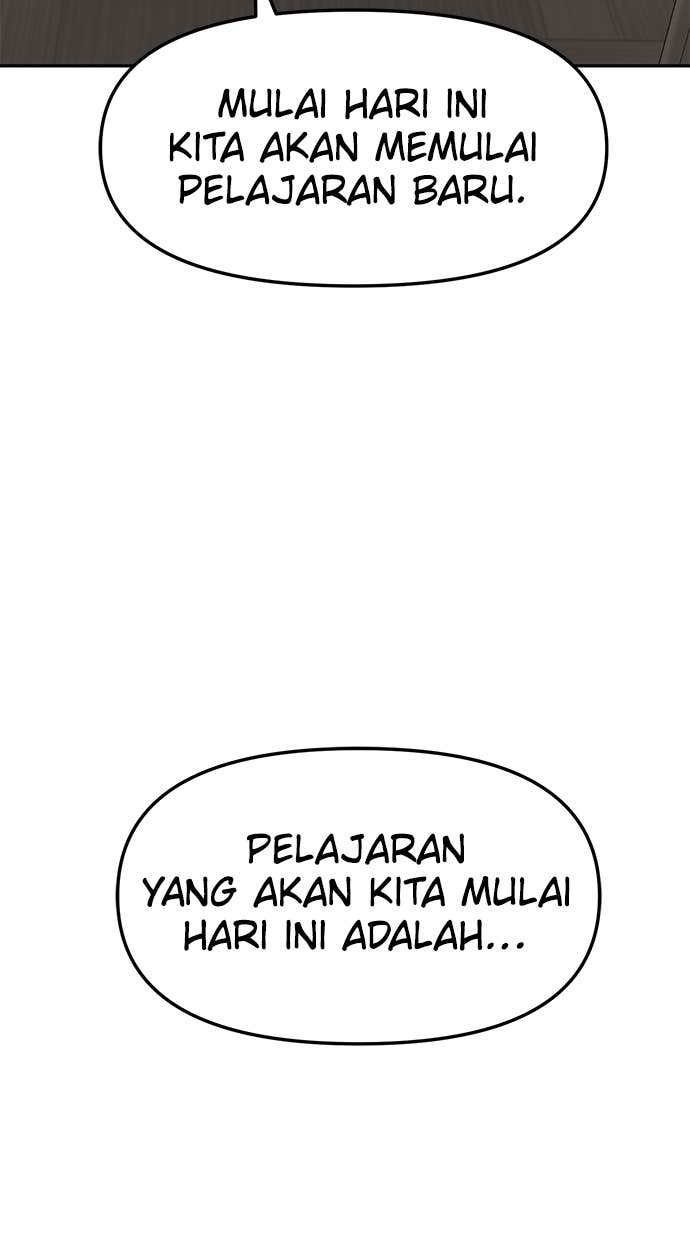 MULAI HARI INI
KITA AKAN MEMULAI
PELAJARAN BARU.
PELAJARAN
YANG AKAN KITA MULAI
HARI INI ADALAH...